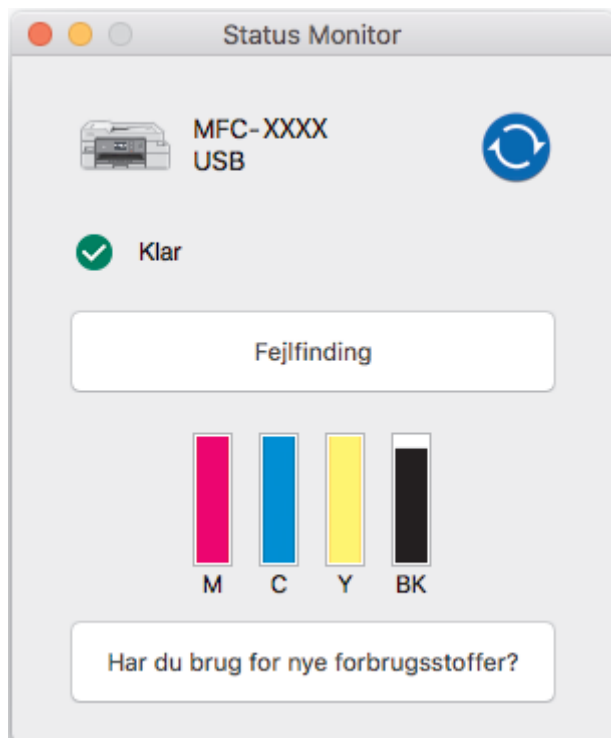 Status Monitor
MFC-XXXX
USB
Klar
Fejlfinding
M C Y BK
Har du brug for nye forbrugsstoffer?